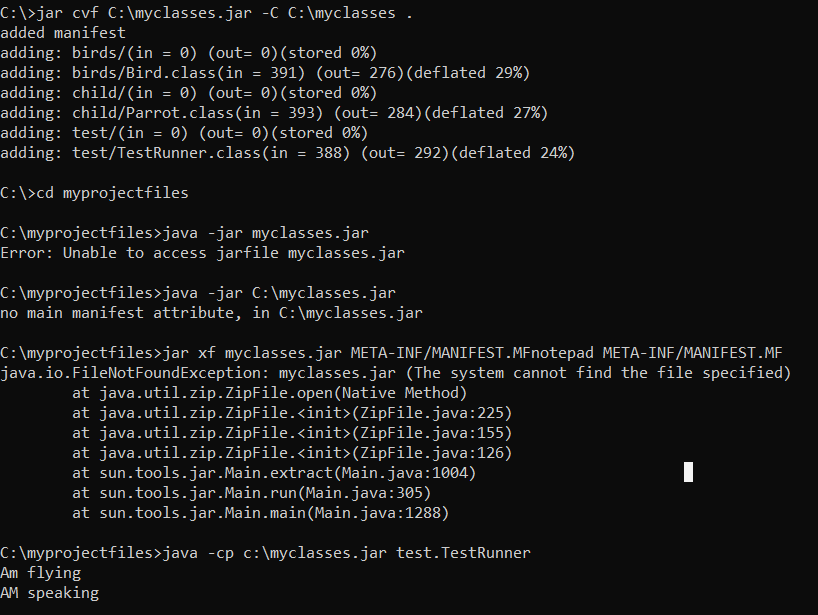 C:\>jar cvf C:\myclasses.jar -C C:\myclasses .
added manifest
adding: birds/(in = 0) (out= 0)(stored 0%)
adding: birds/Bird.class(in = 391) (out= 276)(deflated 29%)
adding: child/(in = 0) (out= 0)(stored 0%)
adding: child/Parrot.class(in = 393) (out= 284)(deflated 27%)
adding: test/(in = 0) (out= 0)(stored 0%)
adding: test/TestRunner.class(in = 388) (out= 292)(deflated 24%)
C:\>cd myprojectfiles
C:\myprojectfiles>java -jar myclasses.jar
Error: Unable to access jarfile myclasses.jar
C:\myprojectfiles>java -jar C:\myclasses.jar
no main manifest attribute, in C:\myclasses.jar
C:\myprojectfiles>jar xf myclasses.jar META-INF/MANIFEST.MFnotepad META-INF/MANIFEST.MF
java.io.FileNotFoundException: myclasses.jar (The system cannot find the file specified)
at java.util.zip.ZipFile.open(Native Method)
at java.util.zip.ZipFile.<init>(ZipFile.java:225)
at java.util.zip.ZipFile.<init>(ZipFile.java:155)
at java.util.zip.ZipFile.<init>(ZipFile.java:126)
at sun.tools.jar.Main.extract(Main.java:1004)
at sun.tools.jar.Main.run(Main.java:305)
at sun.tools.jar.Main.main(Main.java:1288)
C:\myprojectfiles>java -cp c:\myclasses.jar test.TestRunner
Am flying
AM speaking